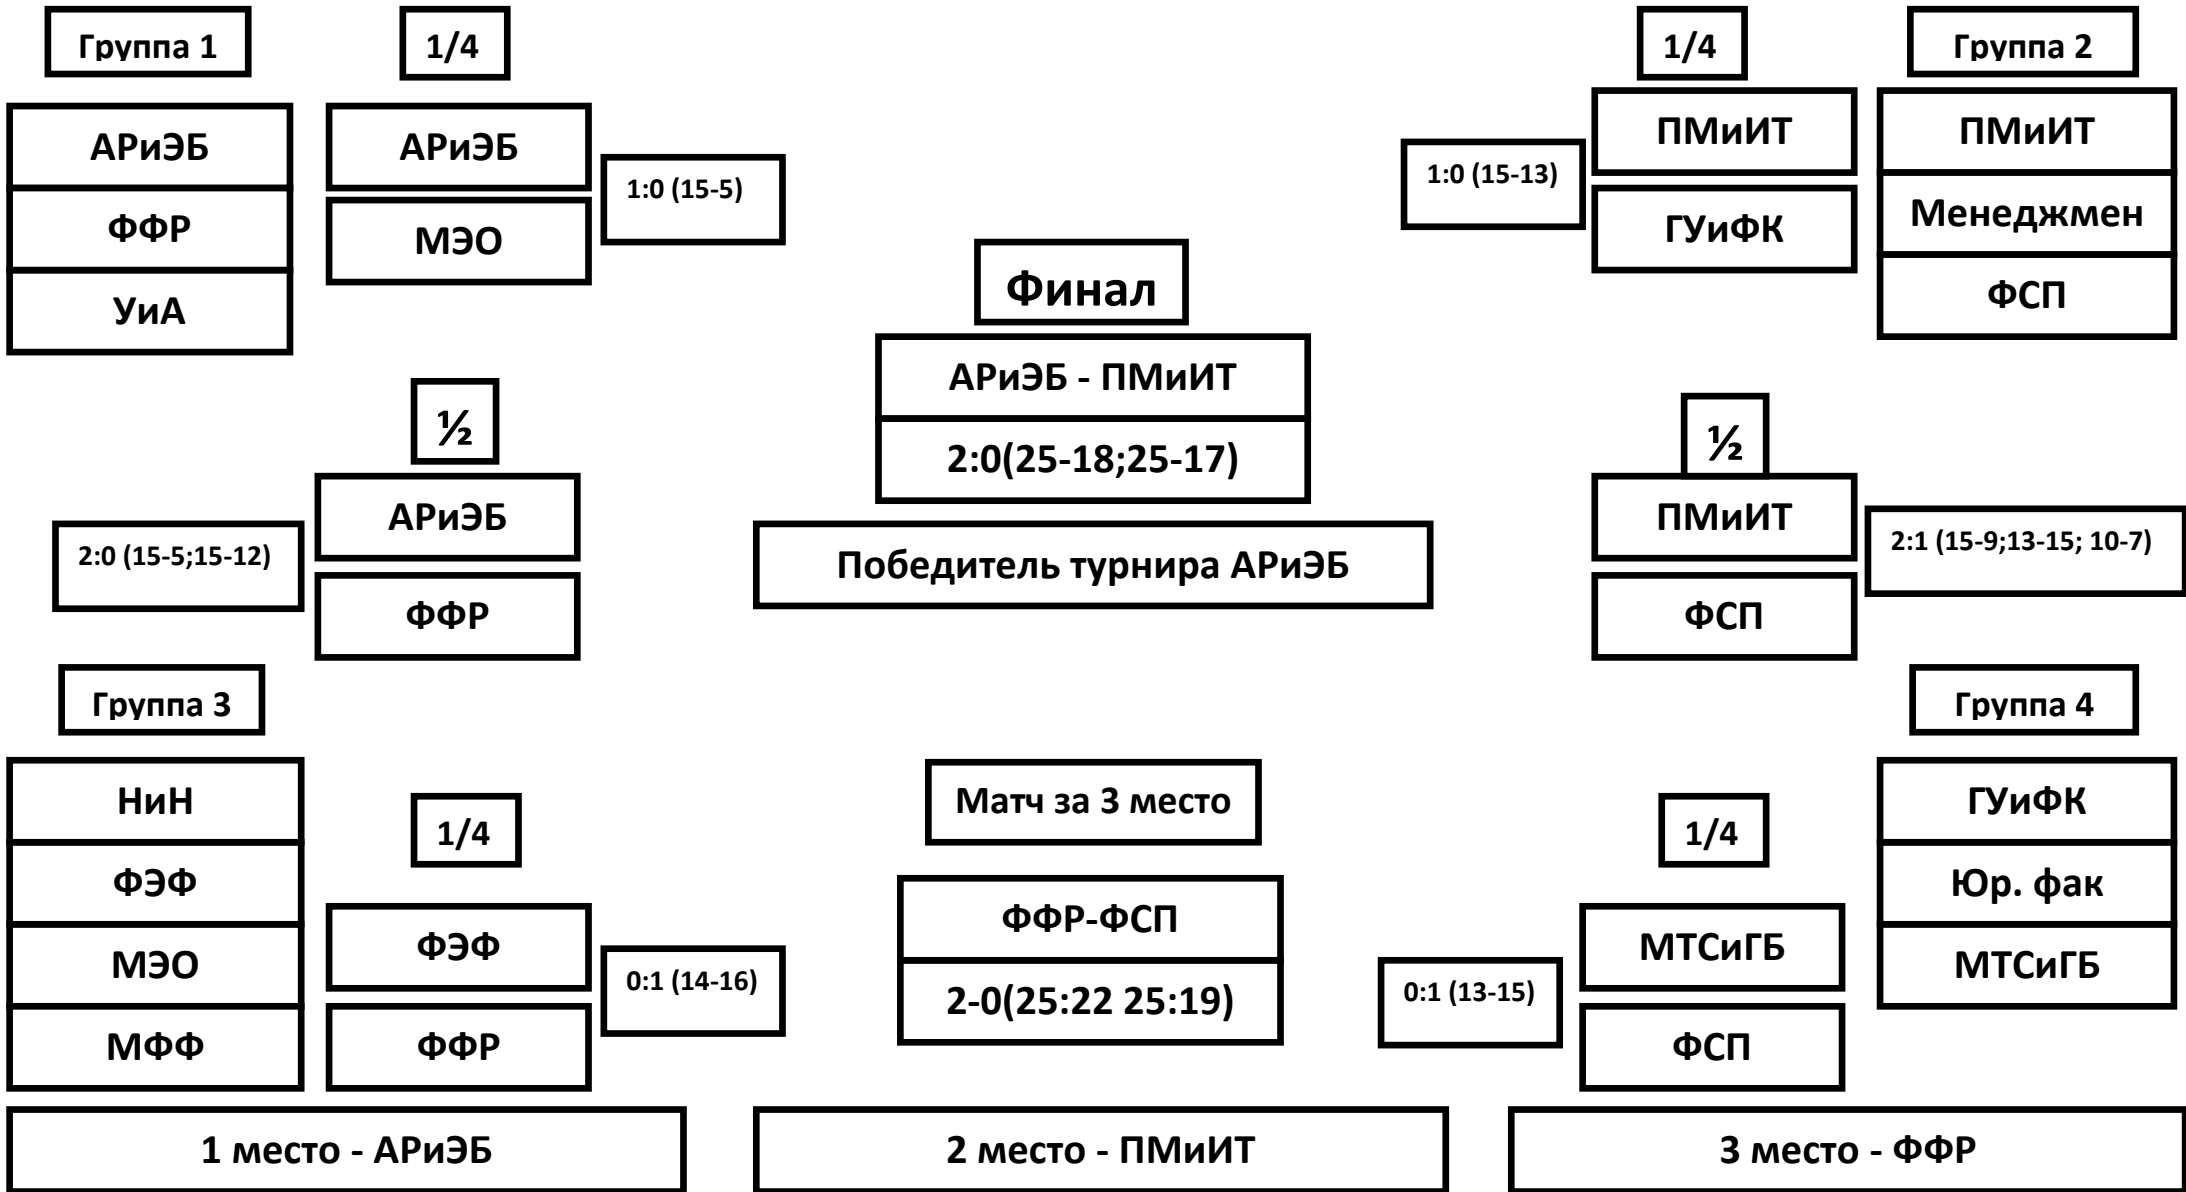 Группа 1
1/4
АРиЭБ
ФФР
УиА
АРиЭБ
МЭО
1:0 (15-5)
1/4
Группа 2
1:0 (15-13)
ПМиИТ
ГУиФК
ПМиИТ
Менеджмен
ФСП
Финал
АРиЭБ - ПМиИТ
2:0(25-18;25-17)
Победитель турнира АРиЭБ
½
2:0 (15-5;15-12)
АРиЭБ
ФФР
½
ПМиИТ
ФСП
2:1 (15-9;13-15; 10-7)
Группа 3
НиН
ФЭФ
МЭО
МФФ
1/4
ФЭФ
ФФР
0:1 (14-16)
Матч за 3 место
ФФР-ФСП
2-0(25:22 25:19)
Группа 4
1/4
0:1 (13-15)
МТСиГБ
ФСП
ГУиФК
Юр. фак
МТСиГБ
1 место - АРиЭБ
2 место - ПМиИТ
3 место - ФФР